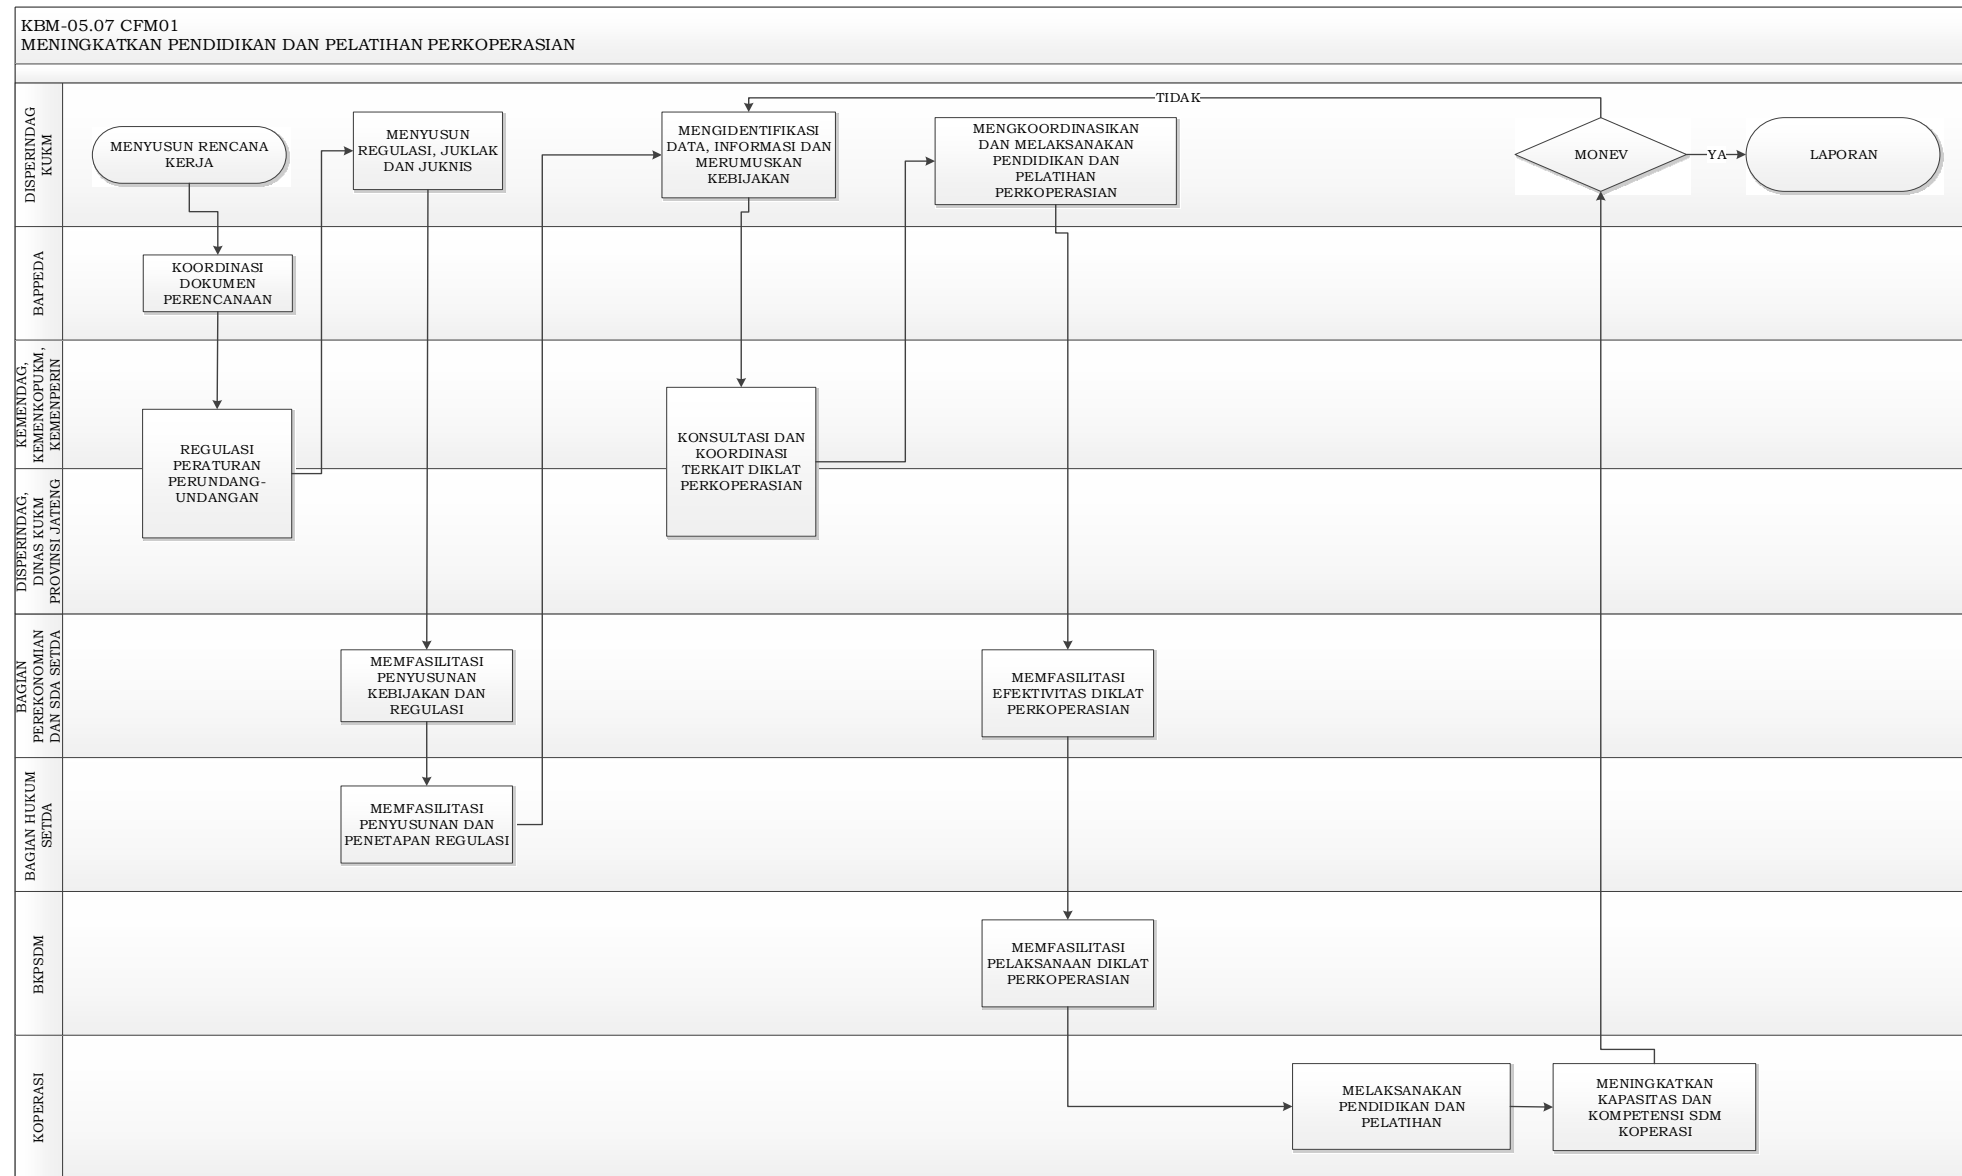 KBM-05.07 CFM01
MENINGKATKAN PENDIDIKAN DAN PELATIHAN PERKOPERASIAN
DISPERINDAG
KUKM
MENYUSUN RENCANA
KERJA
MENYUSUN
REGULASI, JUKLAK
DAN JUKNIS
MENGIDENTIFIKASI
DATA, INFORMASI DAN
MERUMUSKAN
KEBIJAKAN
MENGKOORDINASIKAN
DAN MELAKSANAKAN
PENDIDIKAN DAN
PELATIHAN
PERKOPERASIAN
TIDAK
MONEV
YA
LAPORAN
BAPPEDA
KOORDINASI
DOKUMEN
PERENCANAAN
KEMENDAG,
KEMENKOPUKM,
KEMENPERIN
REGULASI
PERATURAN
PERUNDANG-
UNDANGAN
KONSULTASI DAN
KOORDINASI
TERKAIT DIKLAT
PERKOPERASIAN
DISPERINDAG,
DINAS KUKM
PROVINSI JATENG
BAGIAN
PEREKONOMIAN
DAN SDA SETDA
MEMFASILITASI
PENYUSUNAN
KEBIJAKAN DAN
REGULASI
MEMFASILITASI
EFEKTIVITAS DIKLAT
PERKOPERASIAN
BAGIAN HUKUM
SETDA
MEMFASILITASI
PENYUSUNAN DAN
PENETAPAN REGULASI
BKPSDM
MEMFASILITASI
PELAKSANAAN DIKLAT
PERKOPERASIAN
KOPERASI
MELAKSANAKAN
PENDIDIKAN DAN
PELATIHAN
MENINGKATKAN
KAPASITAS DAN
KOMPETENSI SDM
KOPERASI